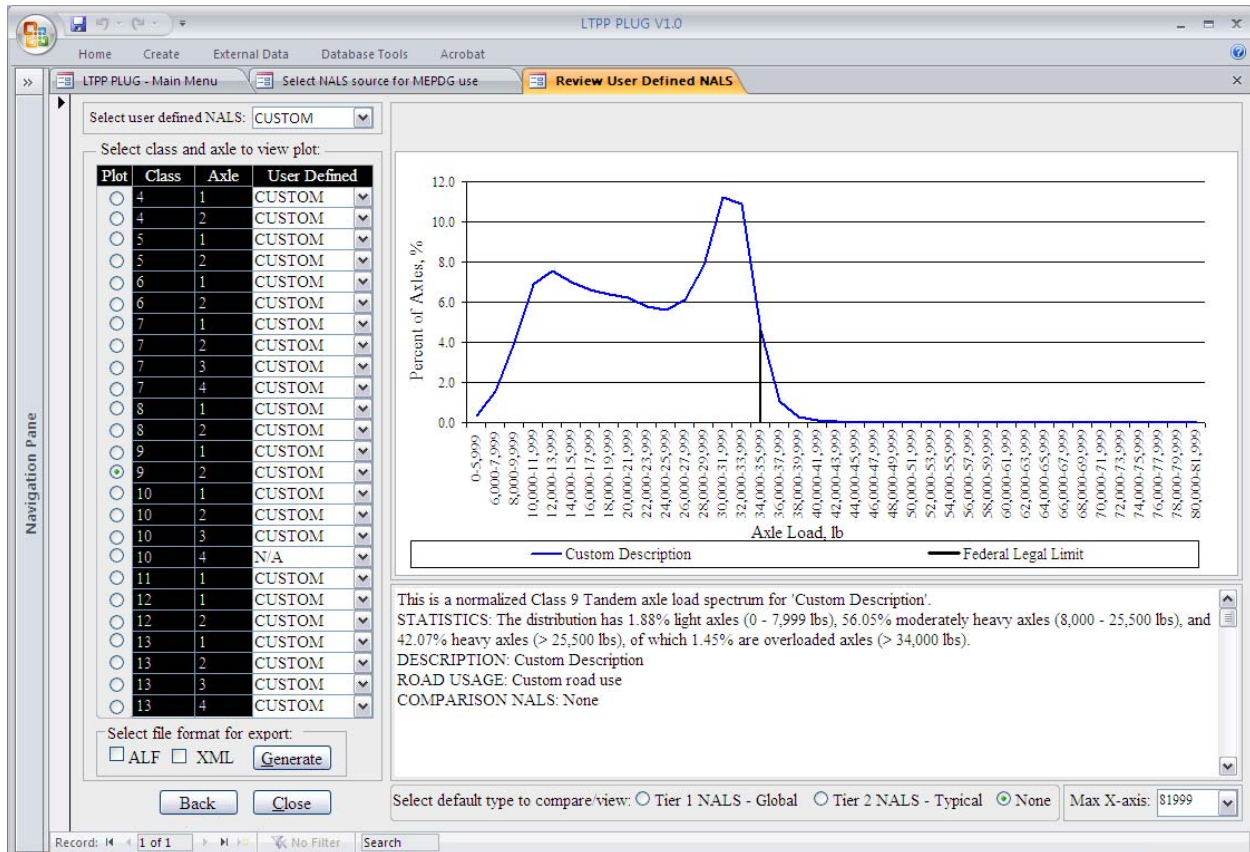 LTPP PLUG V1.0
Home Create External Data Database Tools Acrobat
LTPP PLUG - Main Menu Select NALS source for MEPDG use Review User Defined NALS
Navigation Pane
Select user defined NALS: CUSTOM
Select class and axle to view plot:
Plot Class Axle User Defined
4 1 CUSTOM
4 2 CUSTOM
5 1 CUSTOM
5 2 CUSTOM
6 1 CUSTOM
6 2 CUSTOM
7 1 CUSTOM
7 2 CUSTOM
7 3 CUSTOM
7 4 CUSTOM
8 1 CUSTOM
8 2 CUSTOM
9 1 CUSTOM
9 2 CUSTOM
10 1 CUSTOM
10 2 CUSTOM
10 3 CUSTOM
10 4 N/A
11 1 CUSTOM
12 1 CUSTOM
12 2 CUSTOM
13 1 CUSTOM
13 2 CUSTOM
13 3 CUSTOM
13 4 CUSTOM
Select file format for export:
ALF XML Generate
Back Close
Percent of Axles, %
12.0
10.0
8.0
6.0
4.0
2.0
0.0
0-5,999
6,000-7,999
8,000-9,999
10,000-11,999
12,000-13,999
14,000-15,999
16,000-17,999
18,000-19,999
20,000-21,999
22,000-23,999
24,000-25,999
26,000-27,999
28,000-29,999
30,000-31,999
32,000-33,999
34,000-35,999
36,000-37,999
38,000-39,999
40,000-41,999
42,000-43,999
44,000-45,999
46,000-47,999
48,000-49,999
50,000-51,999
52,000-53,999
54,000-55,999
56,000-57,999
58,000-59,999
60,000-61,999
62,000-63,999
64,000-65,999
66,000-67,999
68,000-69,999
70,000-71,999
72,000-73,999
74,000-75,999
76,000-77,999
78,000-79,999
80,000-81,999
Axle Load, lb
Custom Description Federal Legal Limit
This is a normalized Class 9 Tandem axle load spectrum for 'Custom Description'.
STATISTICS: The distribution has 1.88% light axles (0 - 7,999 lbs), 56.05% moderately heavy axles (8,000 - 25,500 lbs), and
42.07% heavy axles (> 25,500 lbs), of which 1.45% are overloaded axles (> 34,000 lbs).
DESCRIPTION: Custom Description
ROAD USAGE: Custom road use
COMPARISON NALS: None
Select default type to compare/view: Tier 1 NALS - Global Tier 2 NALS - Typical None Max X-axis: 81999
Record: 1 of 1 No Filter Search